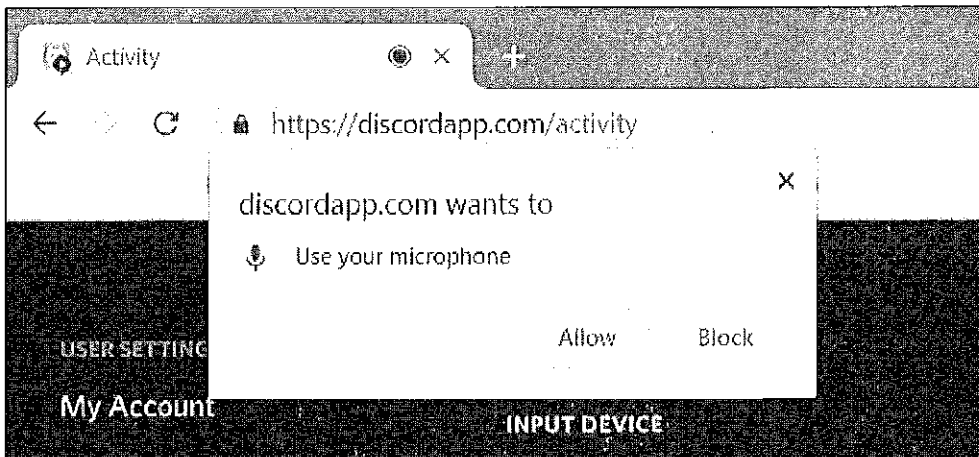 Activity
https://discordapp.com/activity
discordapp.com wants to
Use your microphone
Allow Block
USER SETTING
My Account
INPUT DEVICE